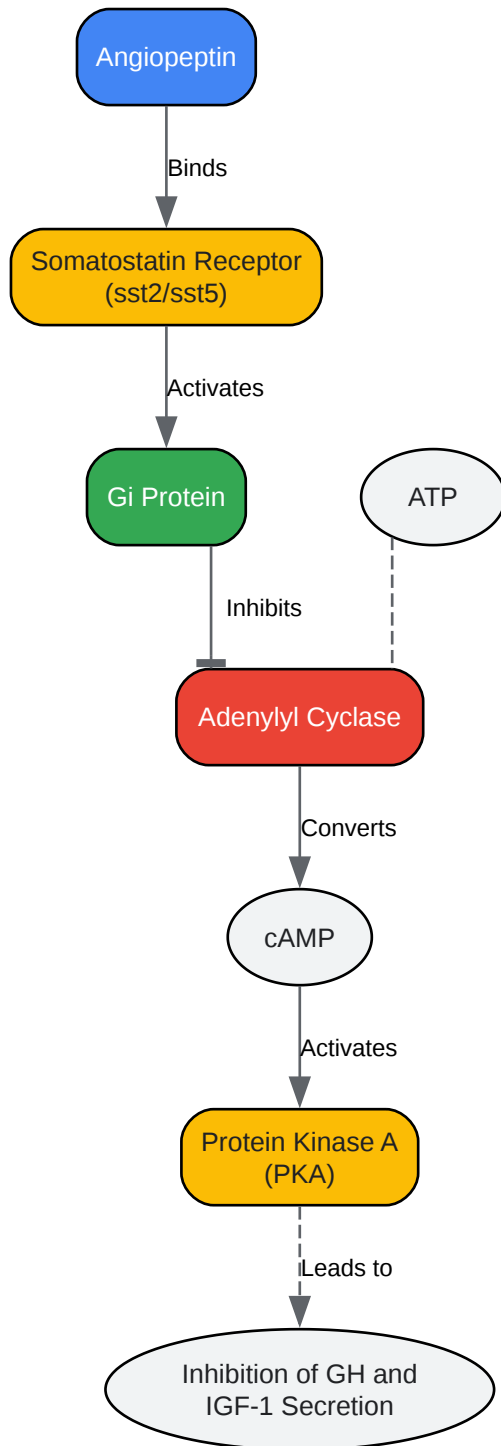 Angiopeptin
Binds
Somatostatin Receptor
(sst2/sst5)
Activates
Gi Protein
ATP
Inhibits
Adenylyl Cyclase
Converts
cAMP
Activates
Protein Kinase A
(PKA)
Leads to
Inhibition of GH and
IGF-1 Secretion